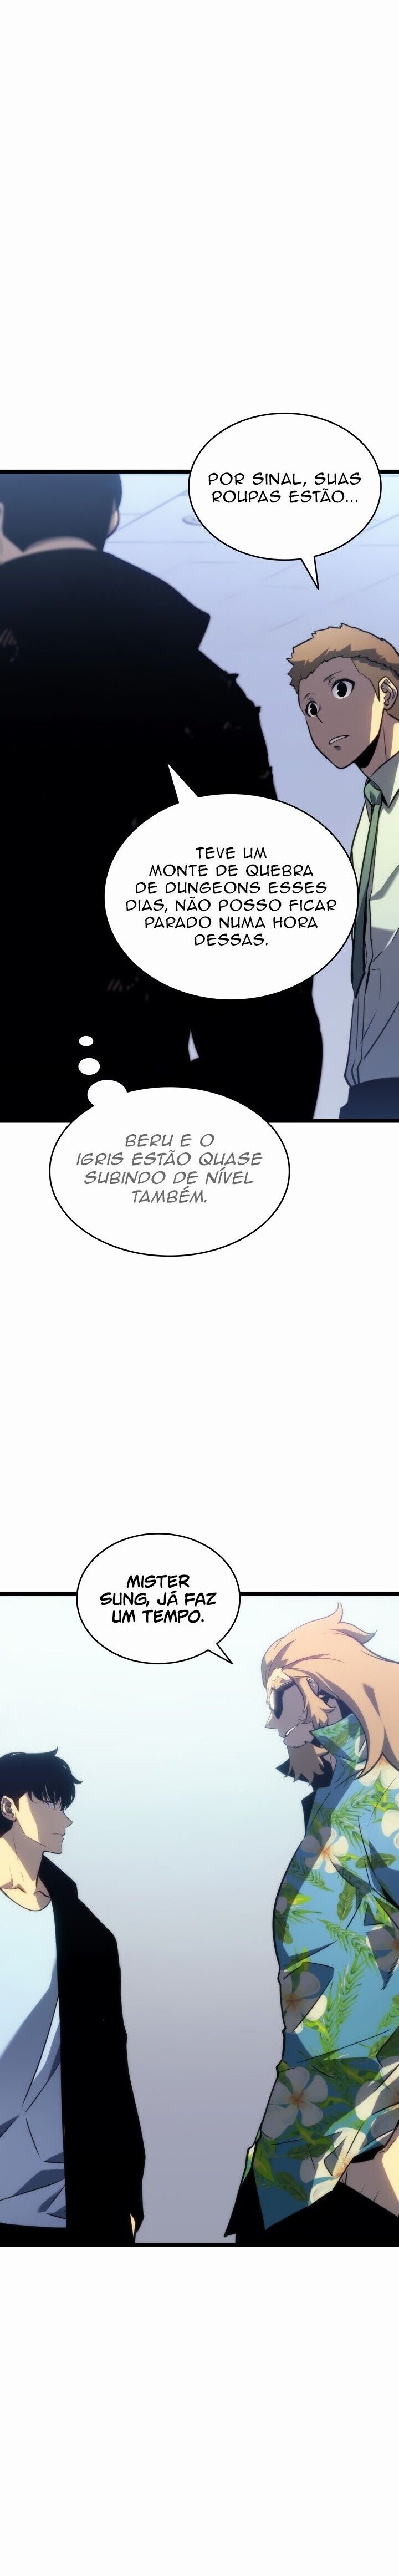 POR SINAL, SUAS
ROUPAS ESTÃO...
TEVE UM
MONTE DE QUEBRA
DE DUNGEONS ESSES
DIAS, NÃO POSSO FICAR
PARADO NUMA HORA
DESSAS.
BERU E O
IGRIS ESTÃO QUASE
SUBINDO DE NÍVEL
TAMBÉM.
MISTER
SUNG, JÁ FAZ
UM TEMPO.